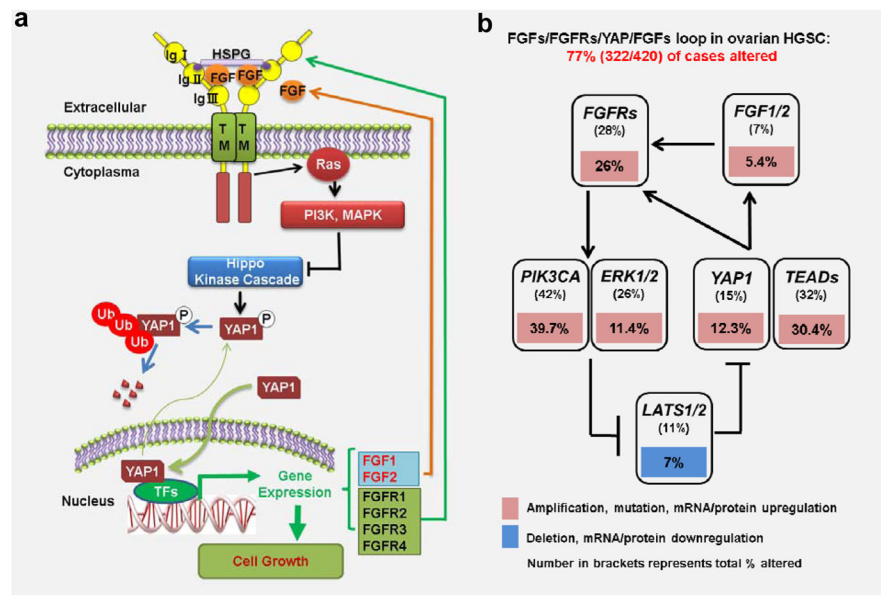 a
Ig I
HSPG
Ig II
FGF
FGF
Ig III
FGF
Extracellular
T
M
T
M
Cytoplasma
Ras
PI3K, MAPK
Hippo
Kinase Cascade
Ub
Ub
Ub
YAP1
P
YAP1
P
YAP1
YAP1
TFs
Nucleus
Gene
Expression
FGF1
FGF2
FGFR1
FGFR2
FGFR3
FGFR4
Cell Growth
b
FGFs/FGFRs/YAP/FGFs loop in ovarian HGSC:
77% (322/420) of cases altered
FGFRs
(28%)
26%
FGF1/2
(7%)
5.4%
PIK3CA
(42%)
39.7%
ERK1/2
(26%)
11.4%
YAP1
(15%)
12.3%
TEADs
(32%)
30.4%
LATS1/2
(11%)
7%
Amplification, mutation, mRNA/protein upregulation
Deletion, mRNA/protein downregulation
Number in brackets represents total % altered